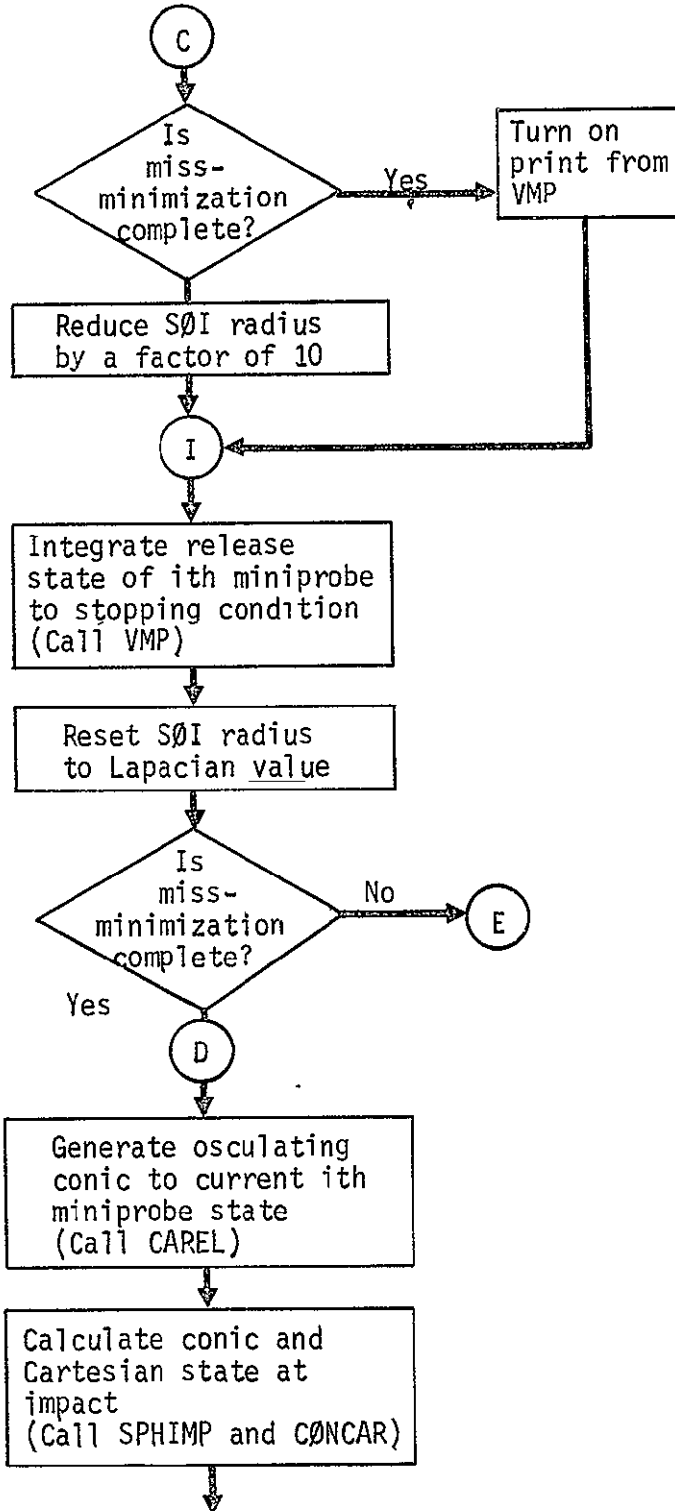 C
Is
miss-
minimization
complete?
Yes
Turn on
print from
VMP
Reduce SØI radius
by a factor of 10
I
Integrate release
state of ith miniprobe
to stopping condition
(Call VMP)
Reset SØI radius
to Lapacian value
Is
miss-
minimization
complete?
No
E
Yes
D
Generate osculating
conic to current ith
miniprobe state
(Call CAREL)
Calculate conic and
Cartesian state at
impact
(Call SPHIMP and CØNCAR)